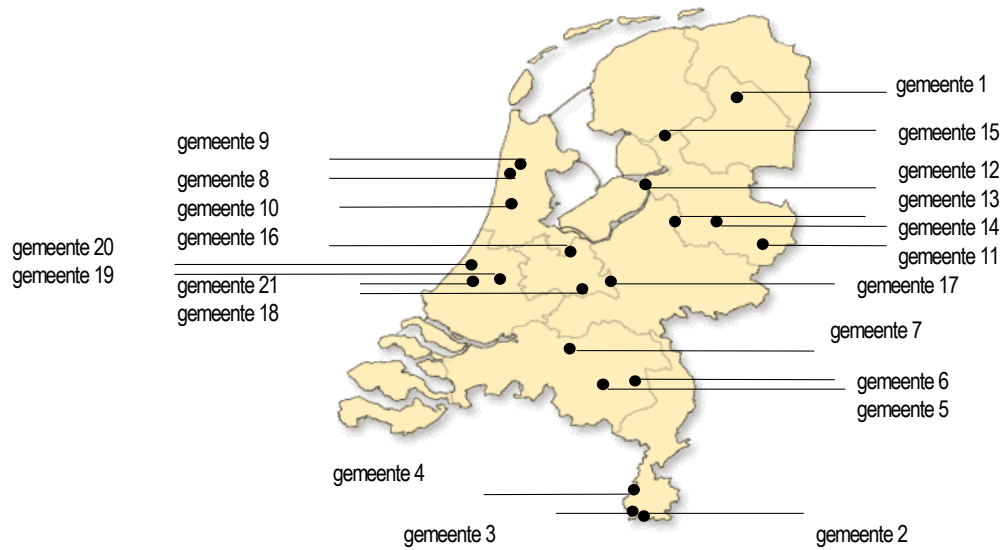 gemeente 1
gemeente 15
gemeente 9
gemeente 12
gemeente 8
gemeente 13
gemeente 10
gemeente 14
gemeente 16
gemeente 20
gemeente 11
gemeente 19
gemeente 21
gemeente 17
gemeente 18
gemeente 7
gemeente 6
gemeente 5
gemeente 4
gemeente 3
gemeente 2